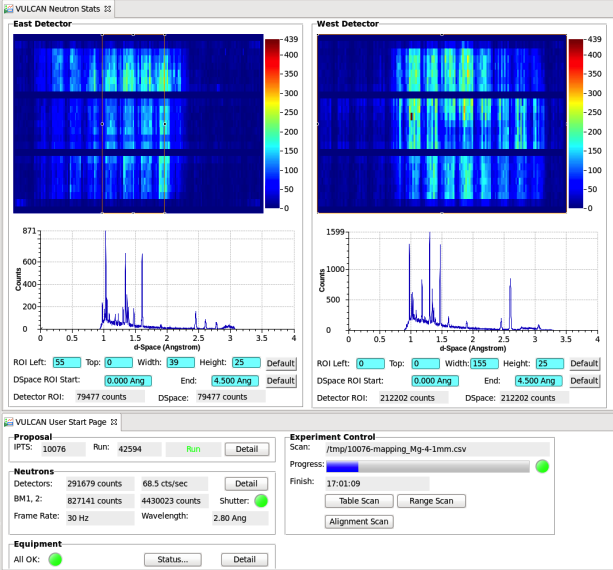 VULCAN Neutron Stats
East Detector
439
400
350
300
250
200
150
100
50
0
871
600
400
200
0
Counts
0 0.5 1 1.5 2 2.5 3 3.5 4
d-Space (Angstrom)
ROI Left: 55 Top: 0 Width: 39 Height: 25 Default
DSpace ROI Start: 0.000 Ang End: 4.500 Ang Default
Detector ROI: 79477 counts DSpace: 79477 counts
West Detector
439
400
350
300
250
200
150
100
50
0
1599
1000
500
0
Counts
0 0.5 1 1.5 2 2.5 3 3.5 4
d-Space (Angstrom)
ROI Left: 0 Top: 0 Width: 155 Height: 25 Default
DSpace ROI Start: 0.000 Ang End: 4.500 Ang Default
Detector ROI: 212202 counts DSpace: 212202 counts
VULCAN User Start Page
Proposal
IPTS: 10076 Run: 42594 Run Detail
Neutrons
Detectors: 291679 counts 68.5 cts/sec Detail
BM1, 2: 827141 counts 4430023 counts Shutter:
Frame Rate: 30 Hz Wavelength: 2.80 Ang
Equipment
All OK: Status... Detail
Experiment Control
Scan: /tmp/10076-mapping_Mg-4-1mm.csv
Progress:
Finish: 17:01:09
Table Scan Range Scan
Alignment Scan